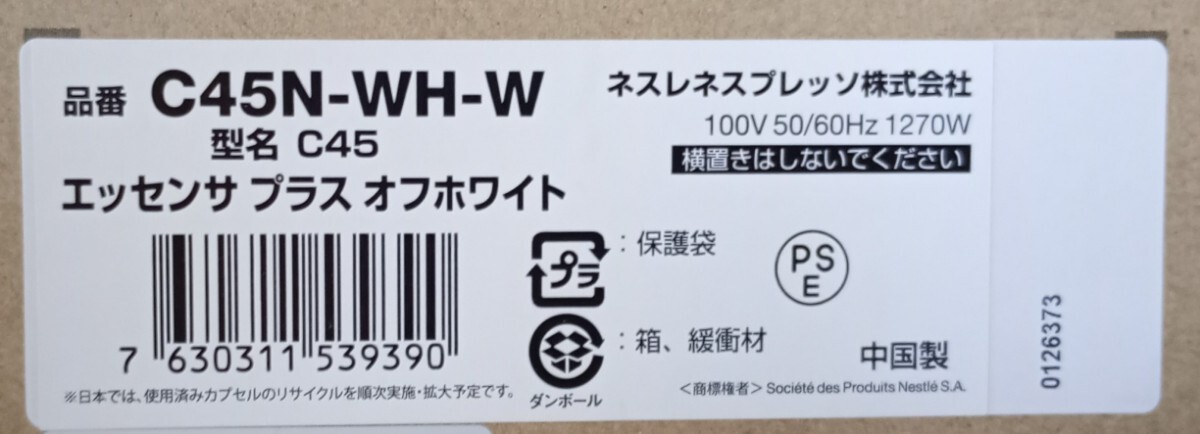 品番 C45N-WH-W
型名 C45
エッセンサ プラス オフホワイト
ネスレネスプレッソ株式会社
100V 50/60Hz 1270W
横置きはしないでください
プラ : 保護袋
PSE
ダンボール : 箱、緩衝材
中国製
7 630311 539390
※日本では、使用済みカプセルのリサイクルを順次実施・拡大予定です。
<商標権者> Société des Produits Nestlé S.A.
0126373